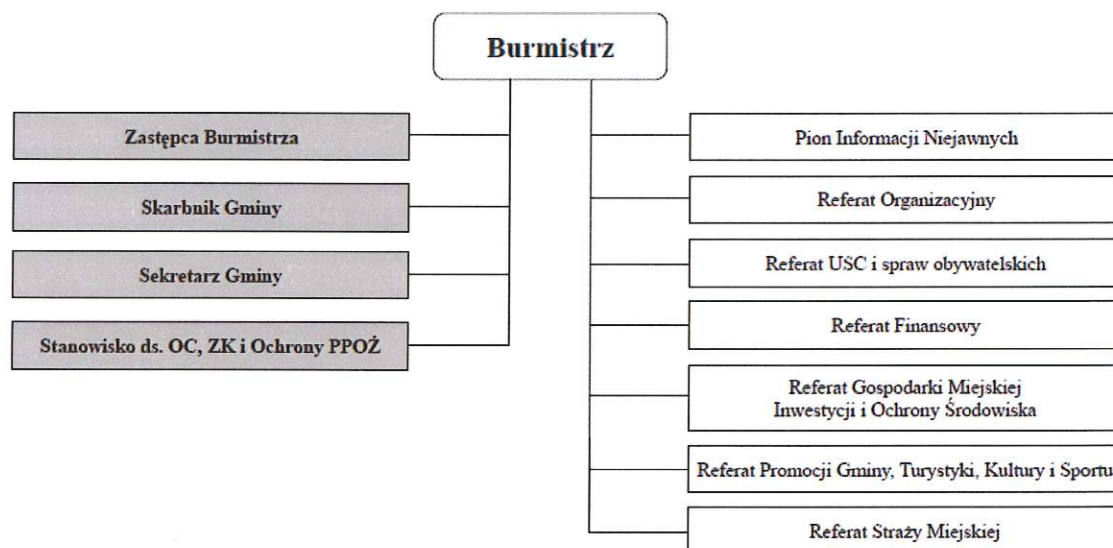 Burmistrz
Zastępca Burmistrza
Skarbnik Gminy
Sekretarz Gminy
Stanowisko ds. OC, ZK i Ochrony PPOŻ
Pion Informacji Niejawnych
Referat Organizacyjny
Referat USC i spraw obywatelskich
Referat Finansowy
Referat Gospodarki Miejskiej
Inwestycji i Ochrony Środowiska
Referat Promocji Gminy, Turystyki, Kultury i Sportu
Referat Straży Miejskiej